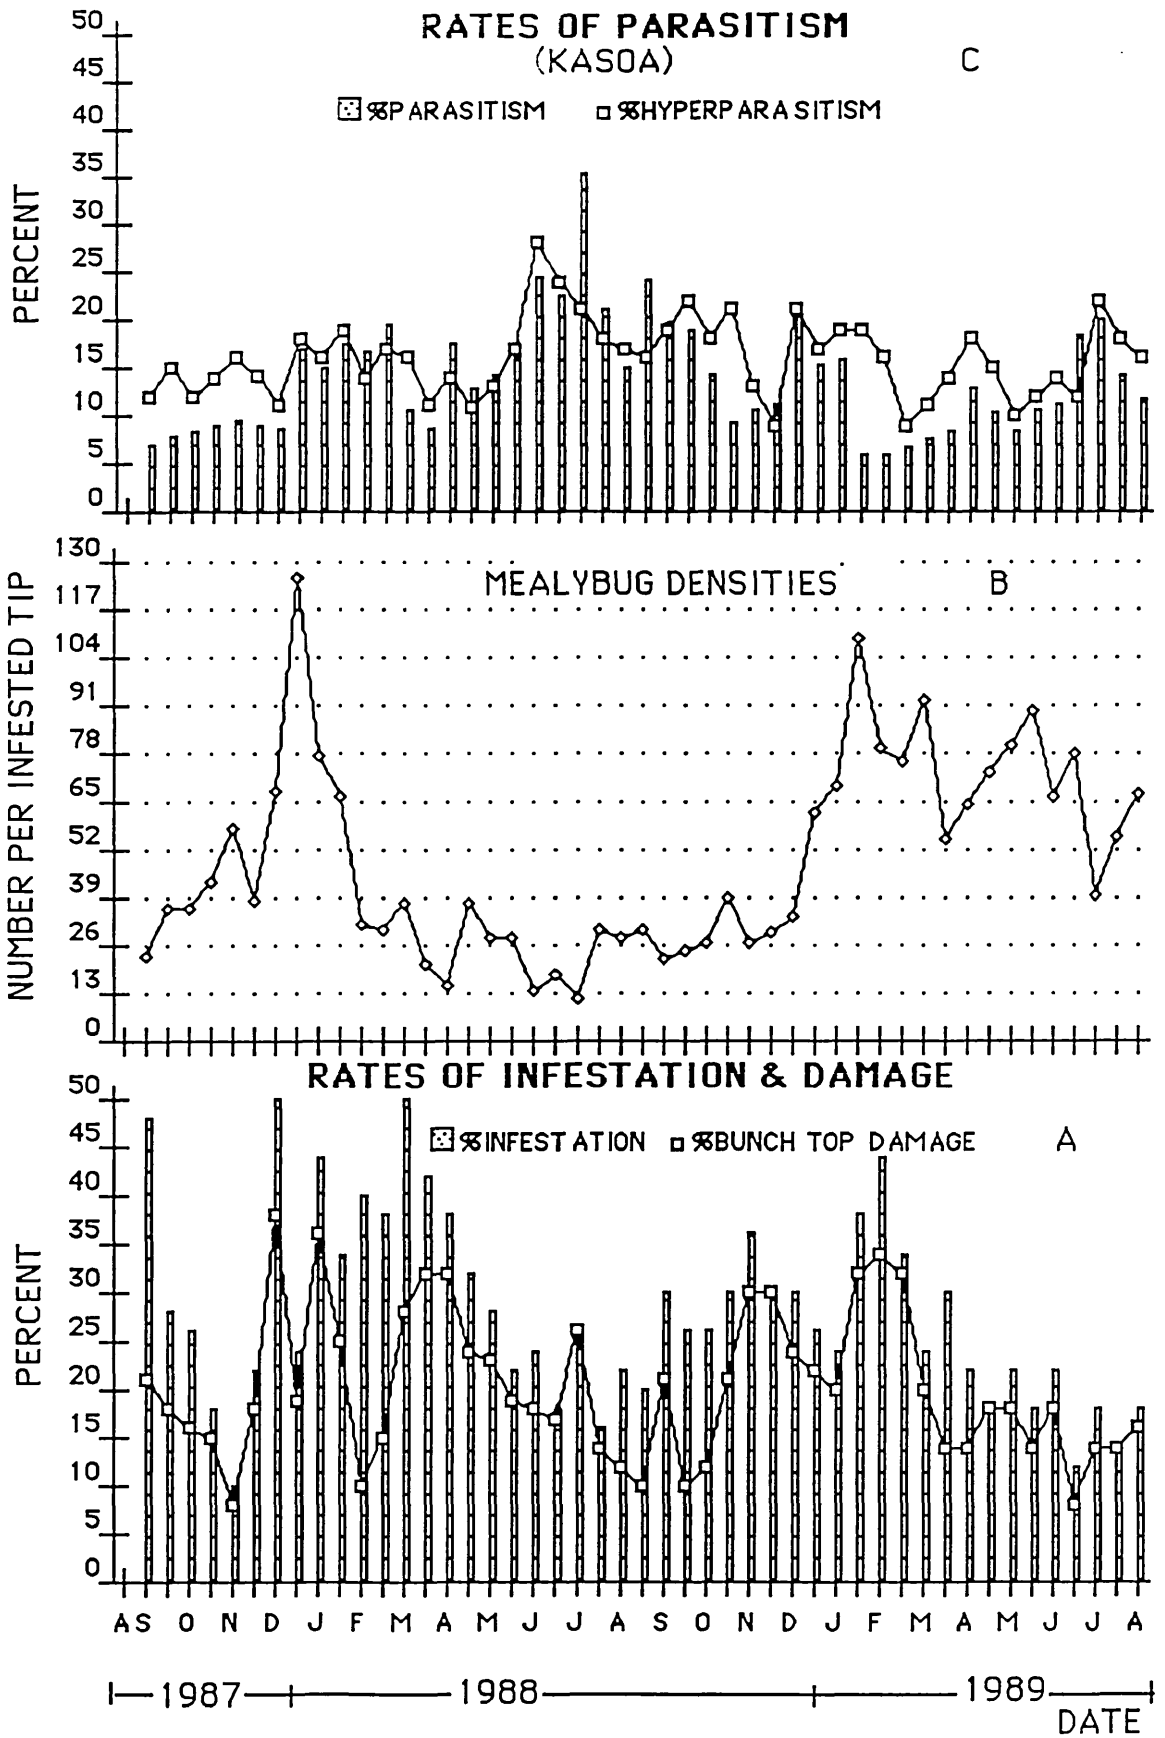 RATES OF PARASITISM
(KASOA)
C
%PARASITISM %HYPERPARASITISM
PERCENT
50
45
40
35
30
25
20
15
10
5
0
MEALYBUG DENSITIES B
NUMBER PER INFESTED TIP
130
117
104
91
78
65
52
39
26
13
0
RATES OF INFESTATION & DAMAGE
%INFESTATION %BUNCH TOP DAMAGE A
PERCENT
50
45
40
35
30
25
20
15
10
5
0
A S O N D J F M A M J J A S O N D J F M A M J J A
1987 1988 1989
DATE